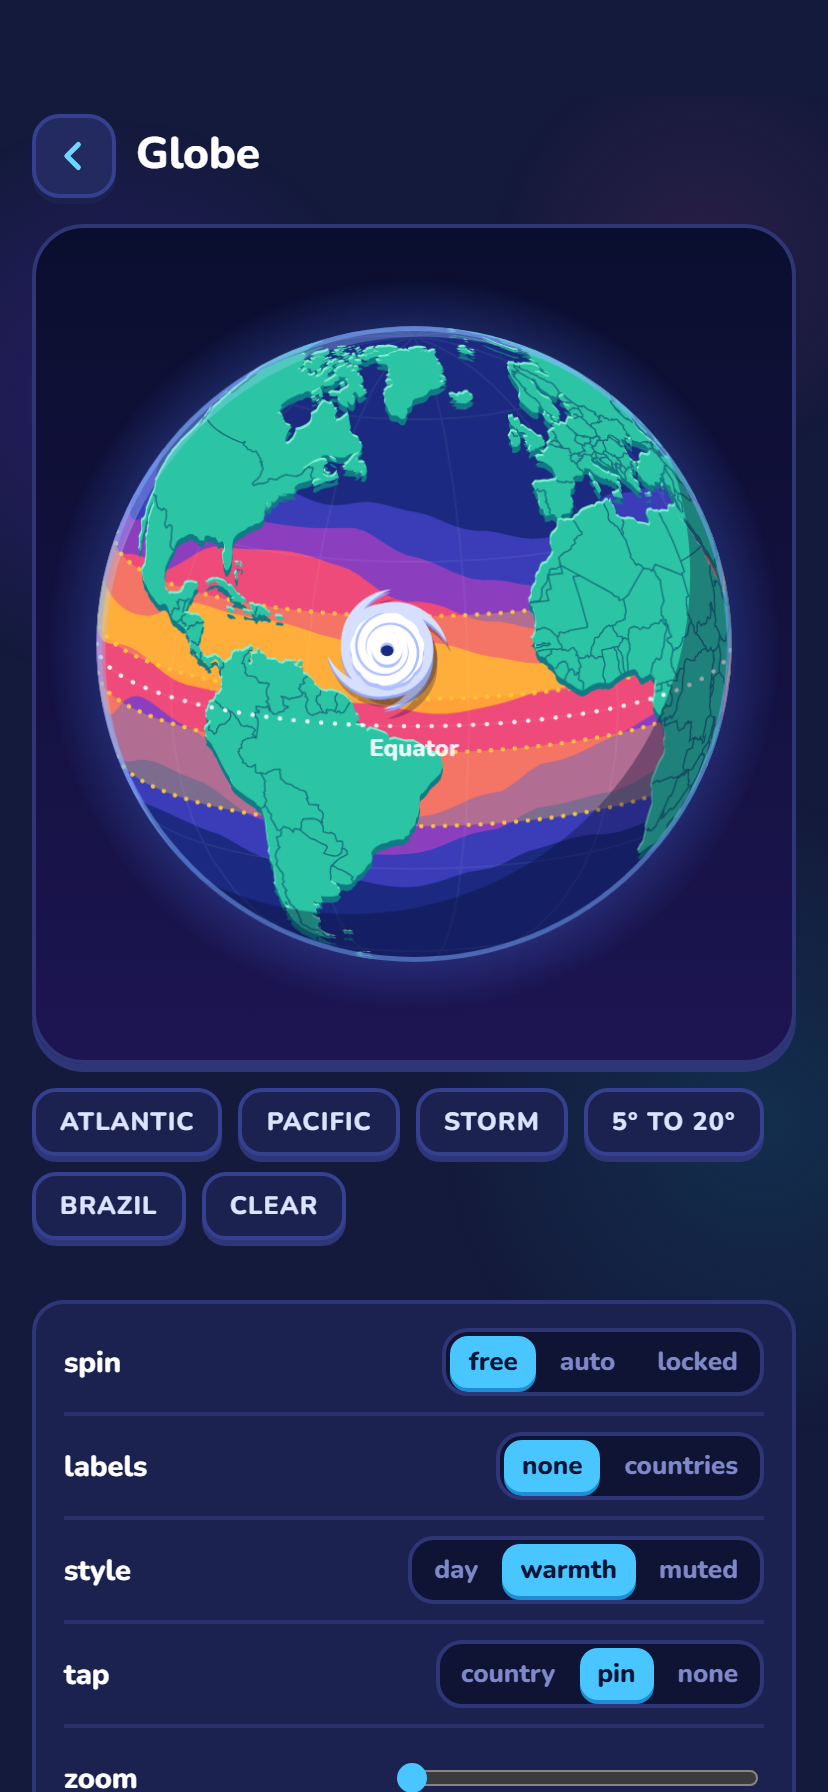 Globe
Equator
ATLANTIC
PACIFIC
STORM
5° TO 20°
BRAZIL
CLEAR
spin
free
auto
locked
labels
none
countries
style
day
warmth
muted
tap
country
pin
none
zoom